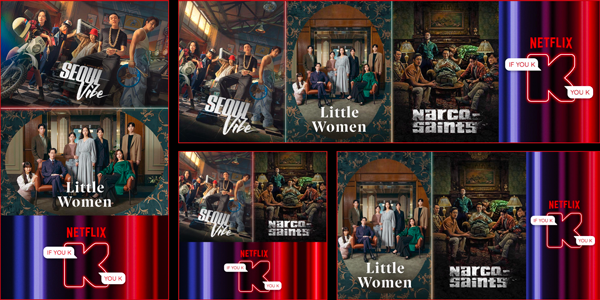 SEOUL
Vibe
Little
Women
NETFLIX
IF YOU K
K
YOU K
SEOUL
Vibe
Little
Women
Narco-
saints
NETFLIX
IF YOU K
K
YOU K
SEOUL
Vibe
Narco-
saints
NETFLIX
IF YOU K
K
YOU K
Little
Women
Narco-
saints
NETFLIX
IF YOU K
K
YOU K